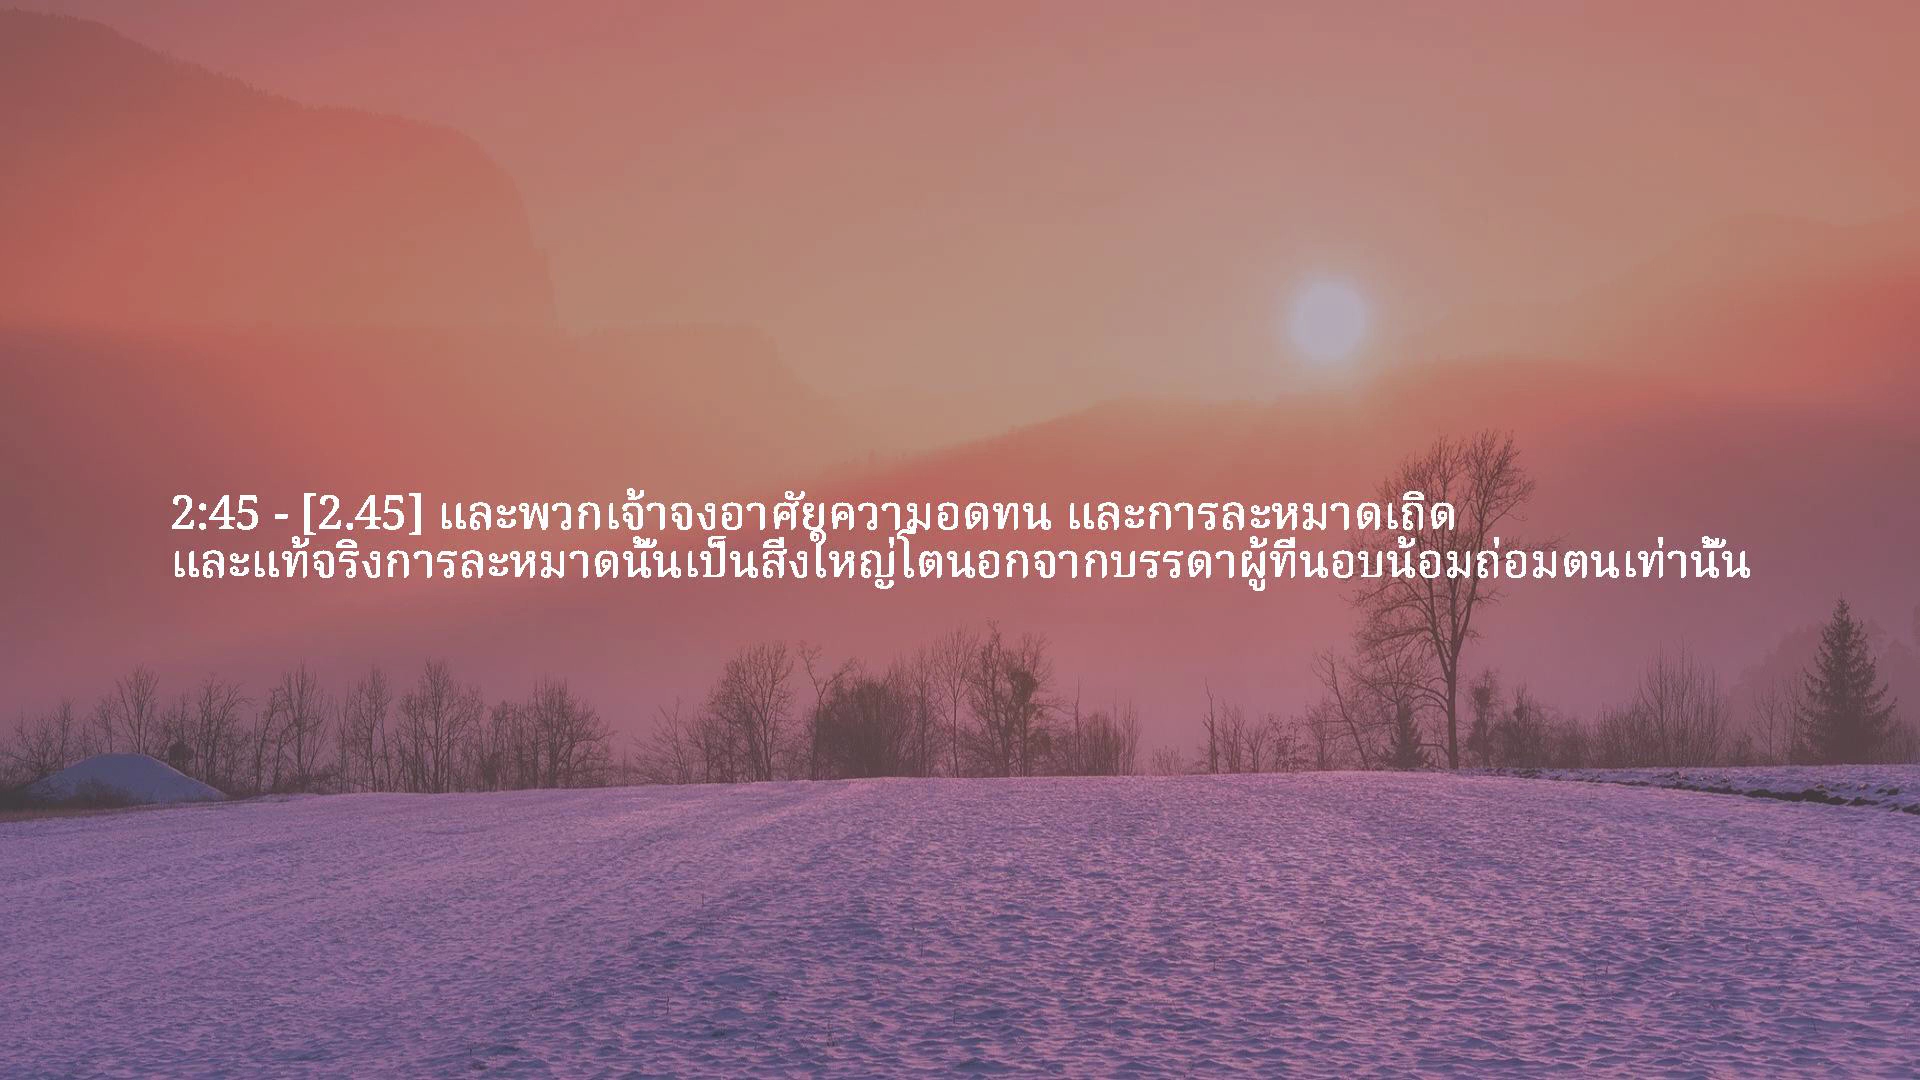 2:45 - [2.45] และพวกเจ้าจงอาศัยความอดทน และการละหมาดเถิด
และแท้จริงการละหมาดนั้นเป็นสิ่งใหญ่โตนอกจากบรรดาผู้ที่นอบน้อมถ่อมตนเท่านั้น